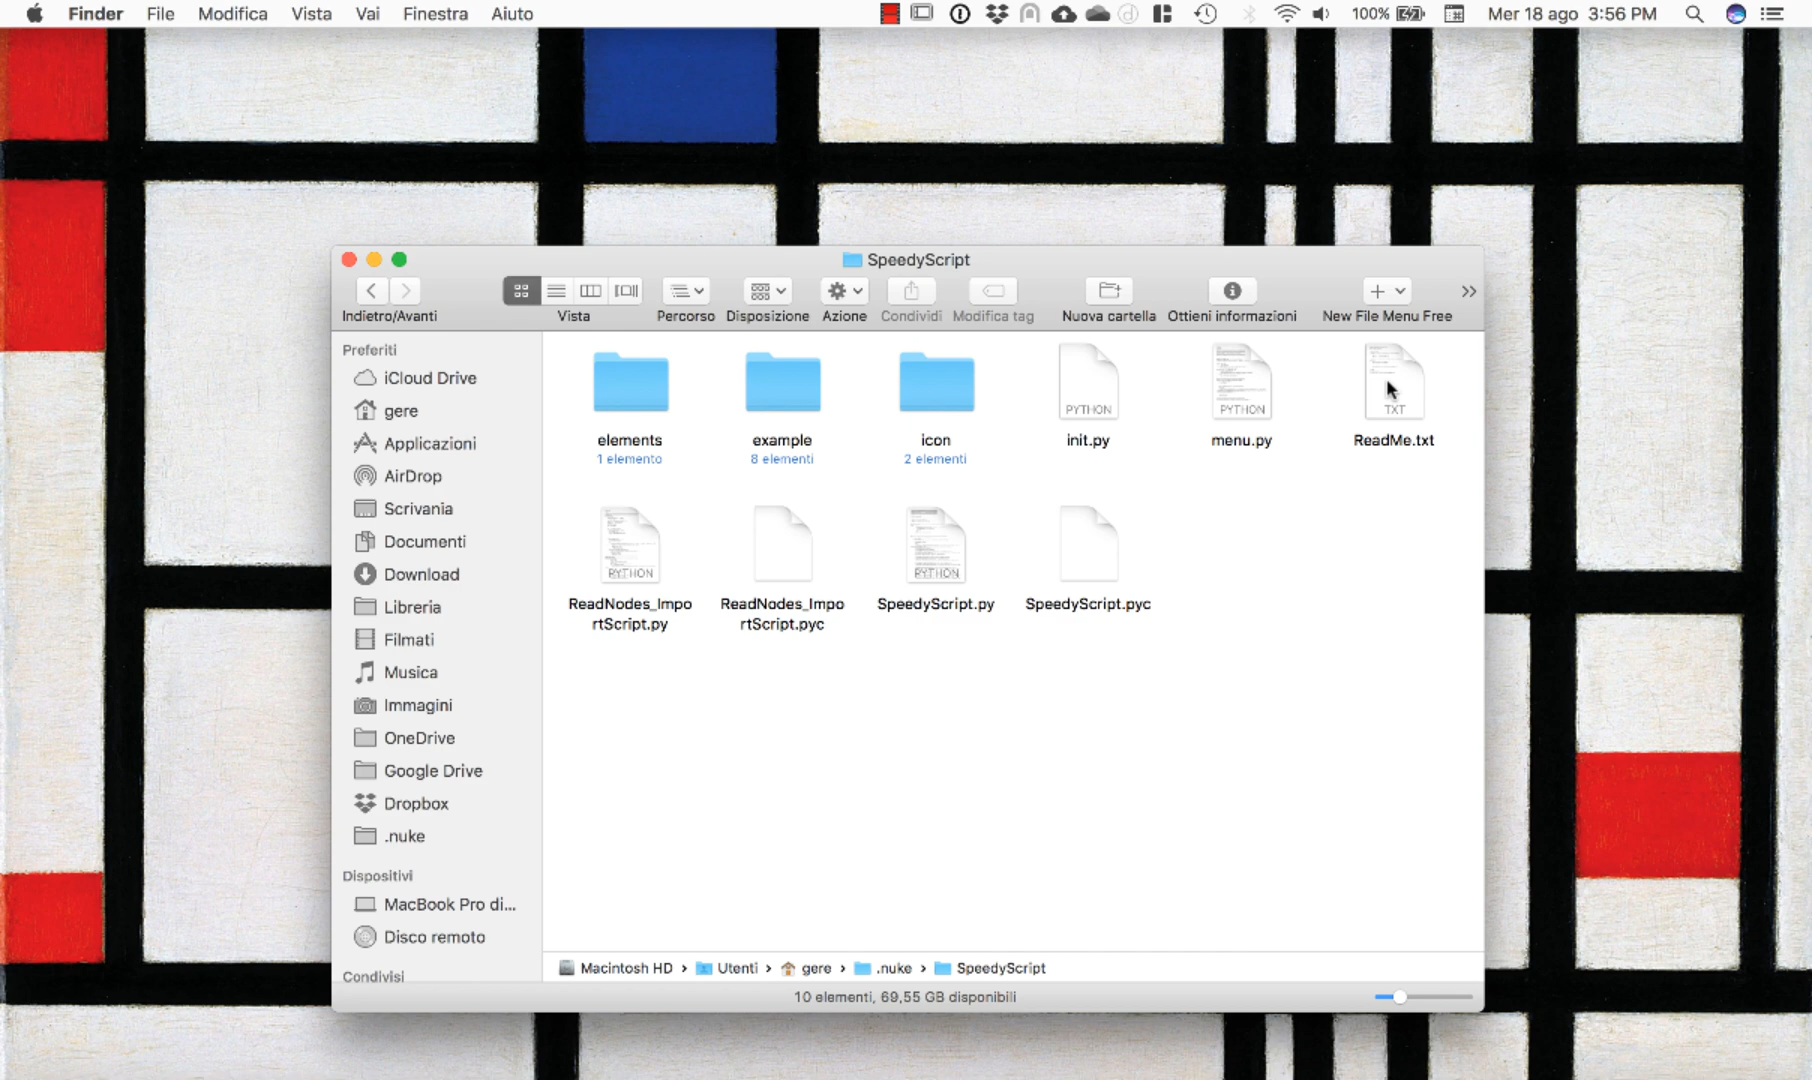 Finder File Modifica Vista Vai Finestra Aiuto 100% Mer 18 ago 3:56 PM
SpeedyScript
Indietro/Avanti Vista Percorso Disposizione Azione Condividi Modifica tag Nuova cartella Ottieni informazioni New File Menu Free
Preferiti
iCloud Drive
gere
Applicazioni
AirDrop
Scrivania
Documenti
Download
Libreria
Filmati
Musica
Immagini
OneDrive
Google Drive
Dropbox
.nuke
Dispositivi
MacBook Pro di...
Disco remoto
Condivisi
PYTHON PYTHON TXT
elements example icon init.py menu.py ReadMe.txt
1 elemento 8 elementi 2 elementi
PYTHON PYTHON
ReadNodes_Impo ReadNodes_Impo SpeedyScript.py SpeedyScript.pyc
rtScript.py rtScript.pyc
Macintosh HD › Utenti › gere › .nuke › SpeedyScript
10 elementi, 69,55 GB disponibili